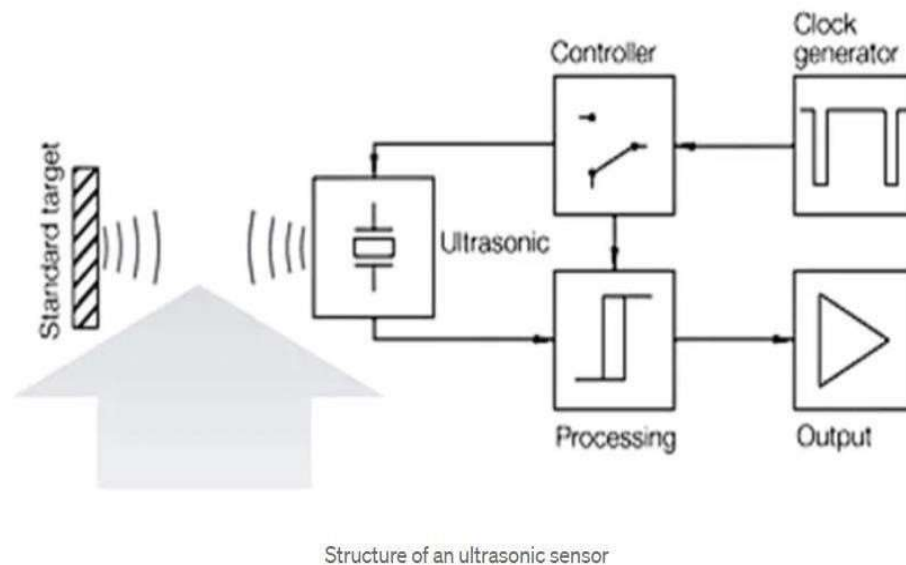 Clock
generator
Controller
Standard target
Ultrasonic
Processing
Output
Structure of an ultrasonic sensor